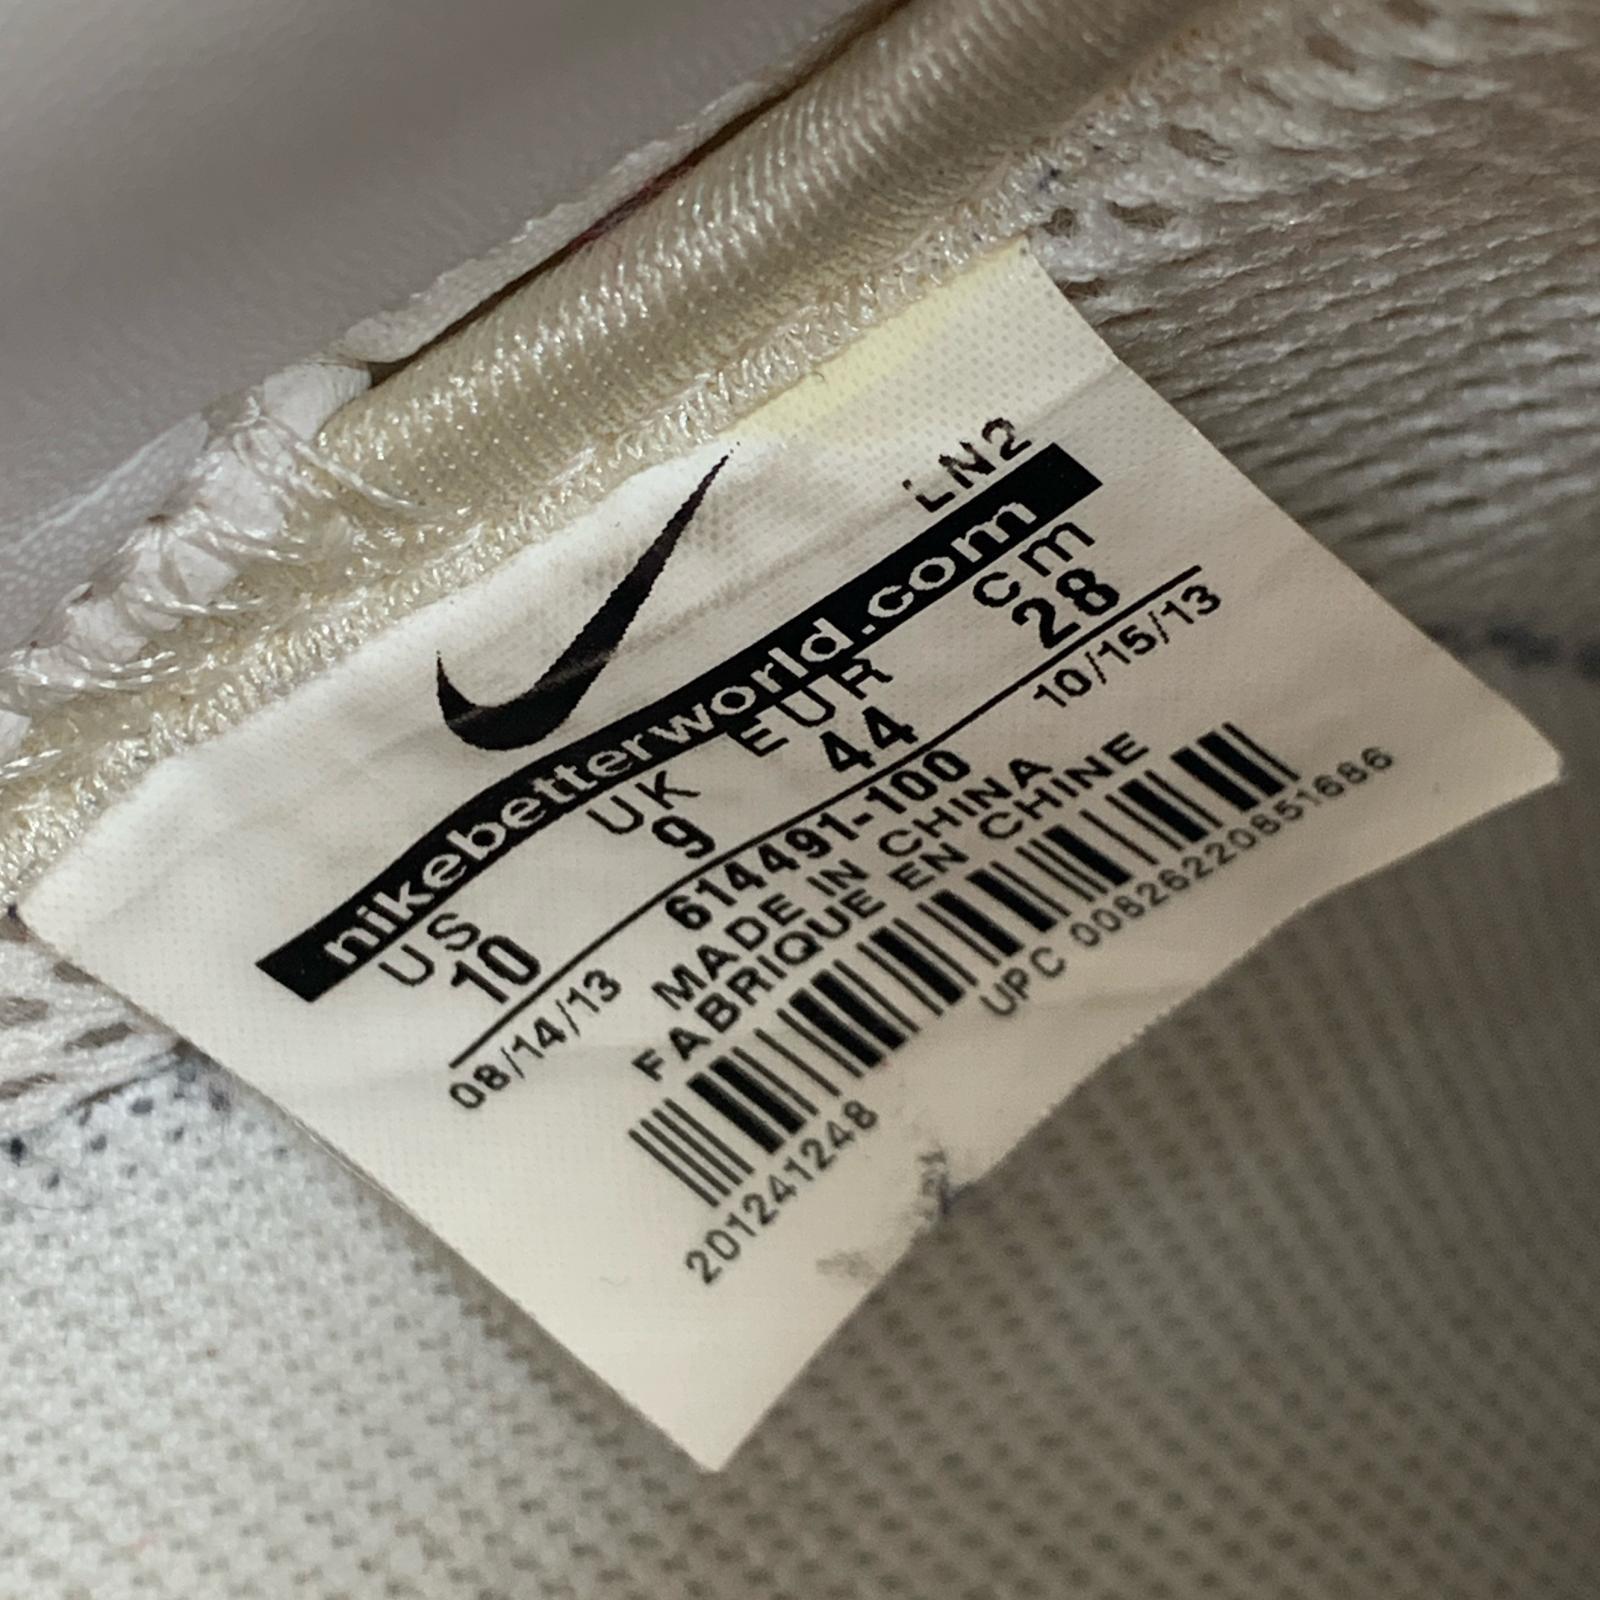 LN2
nikebetterworld.com
US UK EUR cm
10 9 44 28
08/14/13 614491-100 10/15/13
MADE IN CHINA
FABRIQUE EN CHINE
201241248 UPC 00826220851686